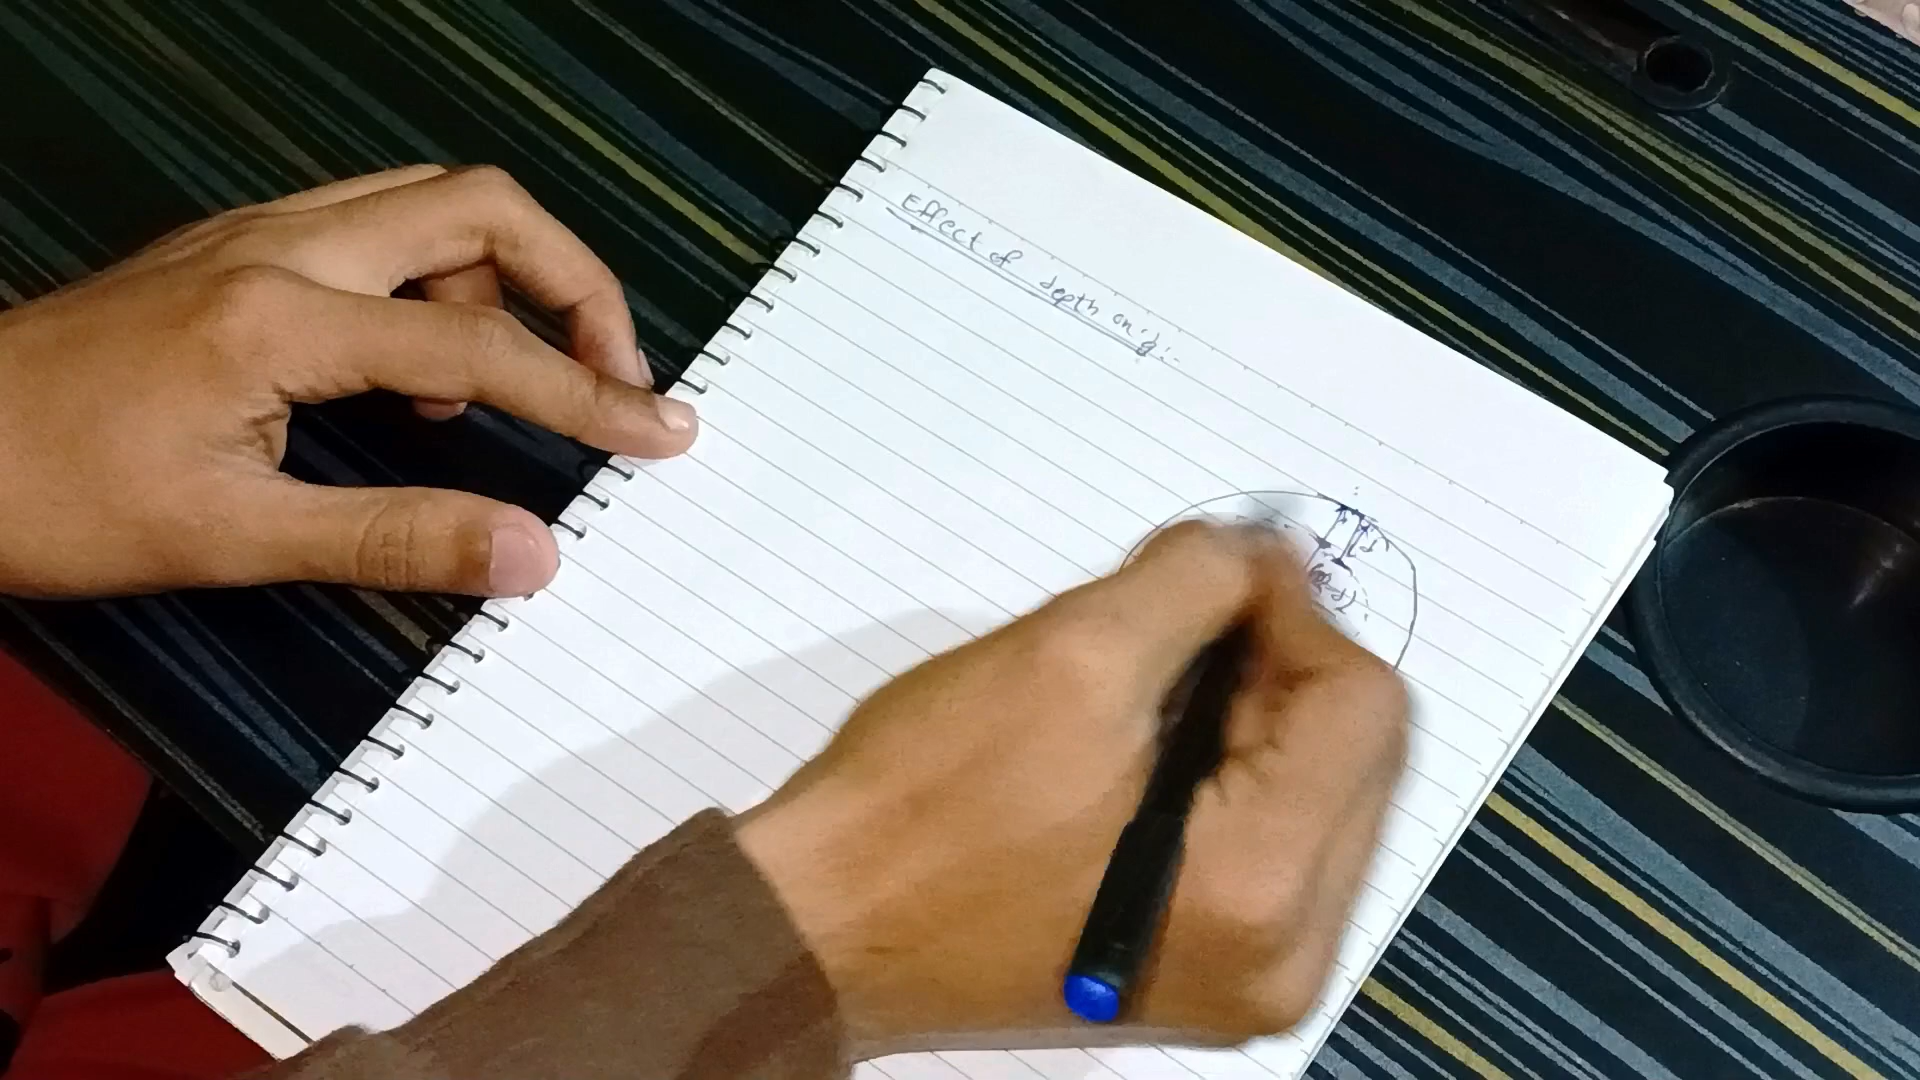 Effect of depth on 'g' :-